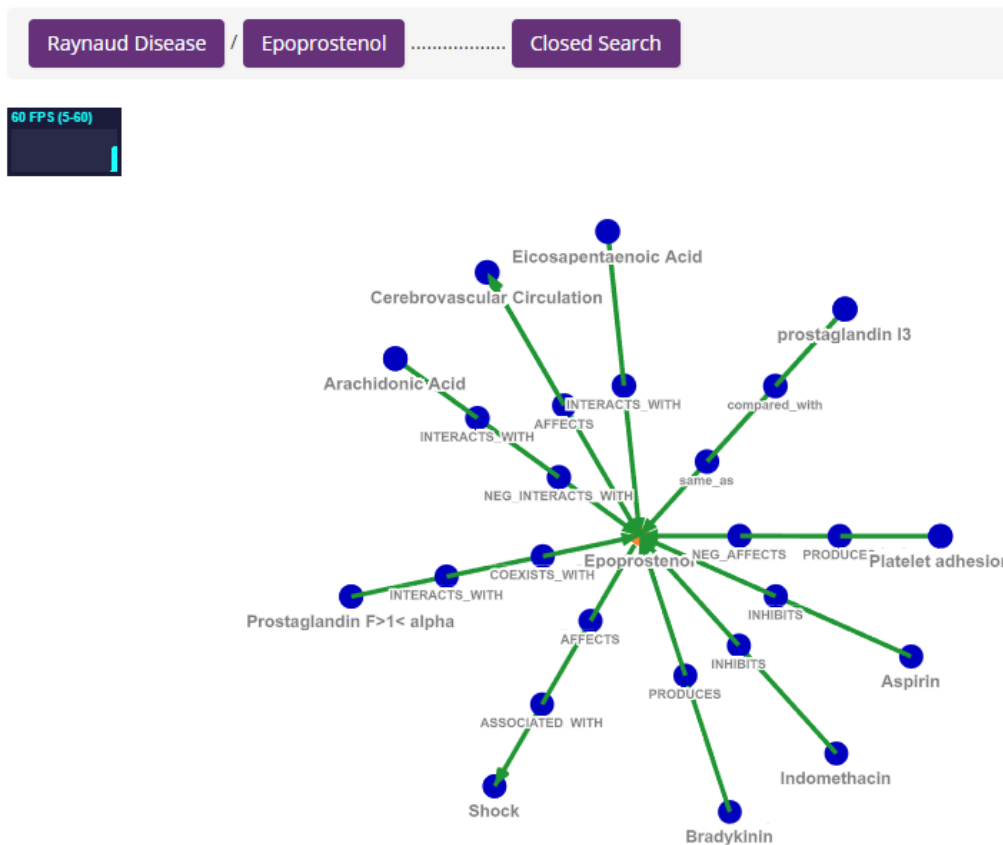 Raynaud Disease / Epoprostenol .................. Closed Search
60 FPS (5-60)
Eicosapentaenoic Acid
Cerebrovascular Circulation
prostaglandin I3
Arachidonic Acid
INTERACTS_WITH
compared_with
AFFECTS
INTERACTS_WITH
same_as
NEG_INTERACTS_WITH
Epoprostenol
NEG_AFFECTS
PRODUCES
Platelet adhesion
COEXISTS_WITH
INTERACTS_WITH
Prostaglandin F>1< alpha
INHIBITS
AFFECTS
INHIBITS
Aspirin
PRODUCES
ASSOCIATED_WITH
Indomethacin
Shock
Bradykinin